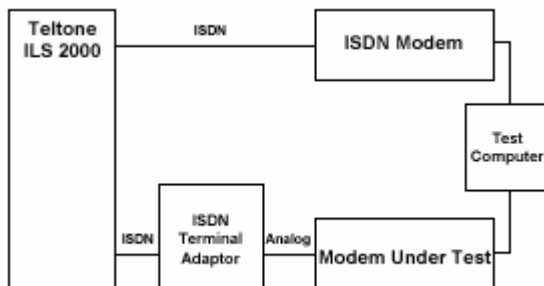 Teltone
ILS 2000
ISDN
ISDN Modem
Test
Computer
ISDN
ISDN
Terminal
Adaptor
Analog
Modem Under Test